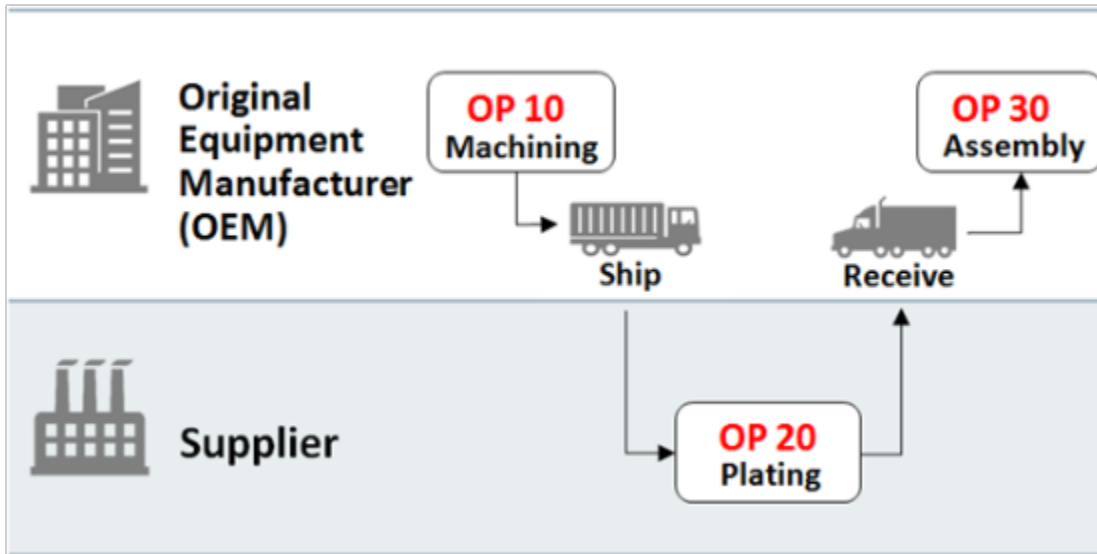 Original
Equipment
Manufacturer
(OEM)
OP 10
Machining
Ship
Receive
OP 30
Assembly
Supplier
OP 20
Plating